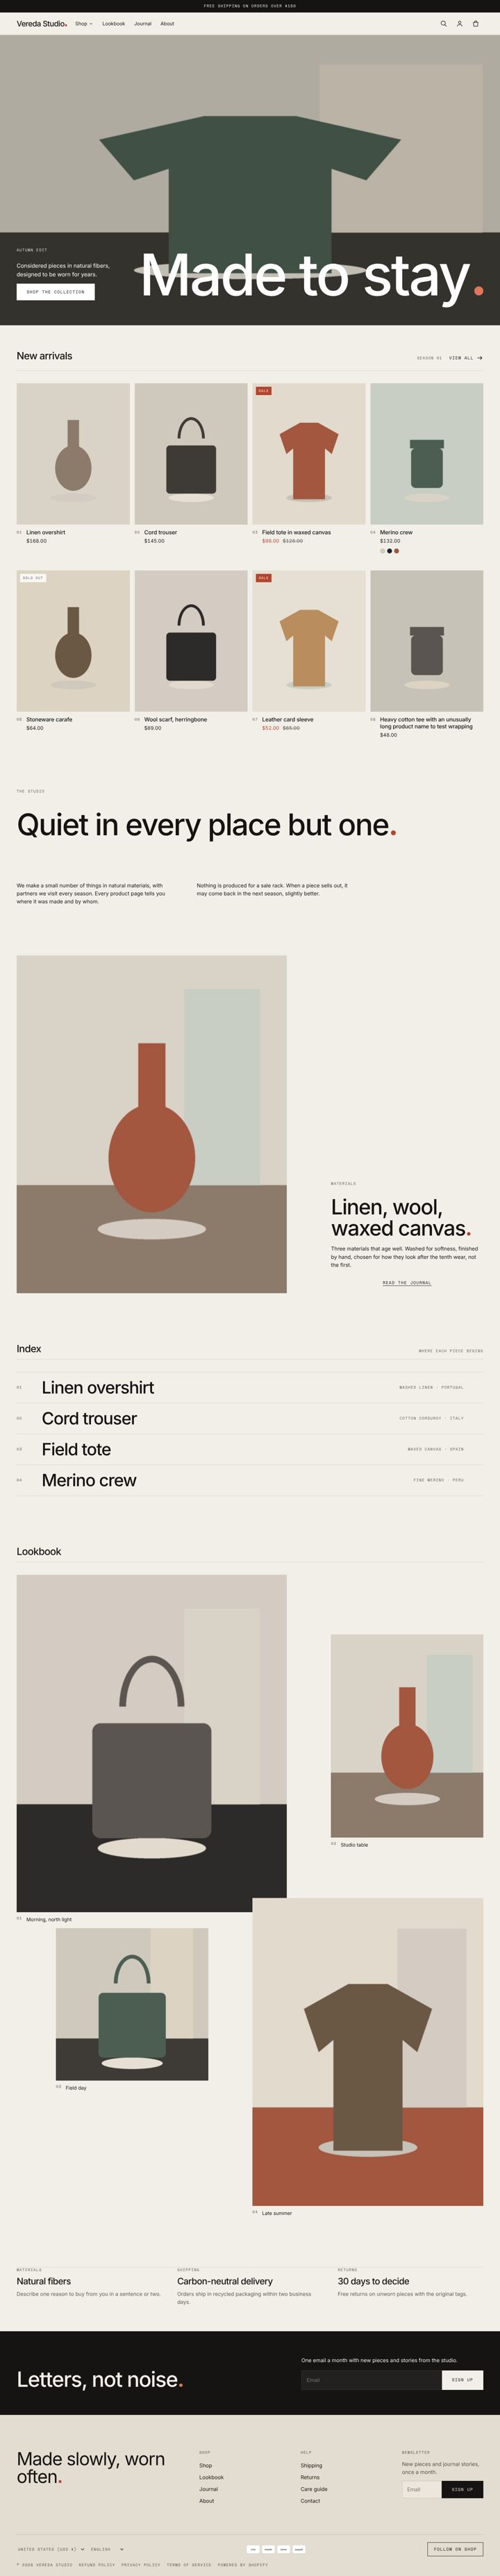 FREE SHIPPING ON ORDERS OVER $150
Vereda Studio.
Shop
Lookbook
Journal
About
AUTUMN EDIT
Considered pieces in natural fibers,
designed to be worn for years.
SHOP THE COLLECTION
Made to stay.
New arrivals
SEASON 01
VIEW ALL →
01 Linen overshirt
$168.00
02 Cord trouser
$145.00
SALE
03 Field tote in waxed canvas
$98.00 $128.00
04 Merino crew
$132.00
SOLD OUT
05 Stoneware carafe
$64.00
06 Wool scarf, herringbone
$89.00
SALE
07 Leather card sleeve
$52.00 $65.00
08 Heavy cotton tee with an unusually
long product name to test wrapping
$48.00
THE STUDIO
Quiet in every place but one.
We make a small number of things in natural materials, with
partners we visit every season. Every product page tells you
where it was made and by whom.
Nothing is produced for a sale rack. When a piece sells out, it
may come back in the next season, slightly better.
MATERIALS
Linen, wool,
waxed canvas.
Three materials that age well. Washed for softness, finished
by hand, chosen for how they look after the tenth wear, not
the first.
READ THE JOURNAL
Index
WHERE EACH PIECE BEGINS
01 Linen overshirt WASHED LINEN · PORTUGAL
02 Cord trouser COTTON CORDUROY · ITALY
03 Field tote WAXED CANVAS · SPAIN
04 Merino crew FINE MERINO · PERU
Lookbook
01 Morning, north light
02 Studio table
03 Field day
04 Late summer
MATERIALS
Natural fibers
Describe one reason to buy from you in a sentence or two.
SHIPPING
Carbon-neutral delivery
Orders ship in recycled packaging within two business
days.
RETURNS
30 days to decide
Free returns on unworn pieces with the original tags.
Letters, not noise.
One email a month with new pieces and stories from the studio.
Email
SIGN UP
Made slowly, worn
often.
SHOP
Shop
Lookbook
Journal
About
HELP
Shipping
Returns
Care guide
Contact
NEWSLETTER
New pieces and journal stories,
once a month.
Email
SIGN UP
UNITED STATES (USD $)
ENGLISH
FOLLOW ON SHOP
© 2026 VEREDA STUDIO
REFUND POLICY
PRIVACY POLICY
TERMS OF SERVICE
POWERED BY SHOPIFY